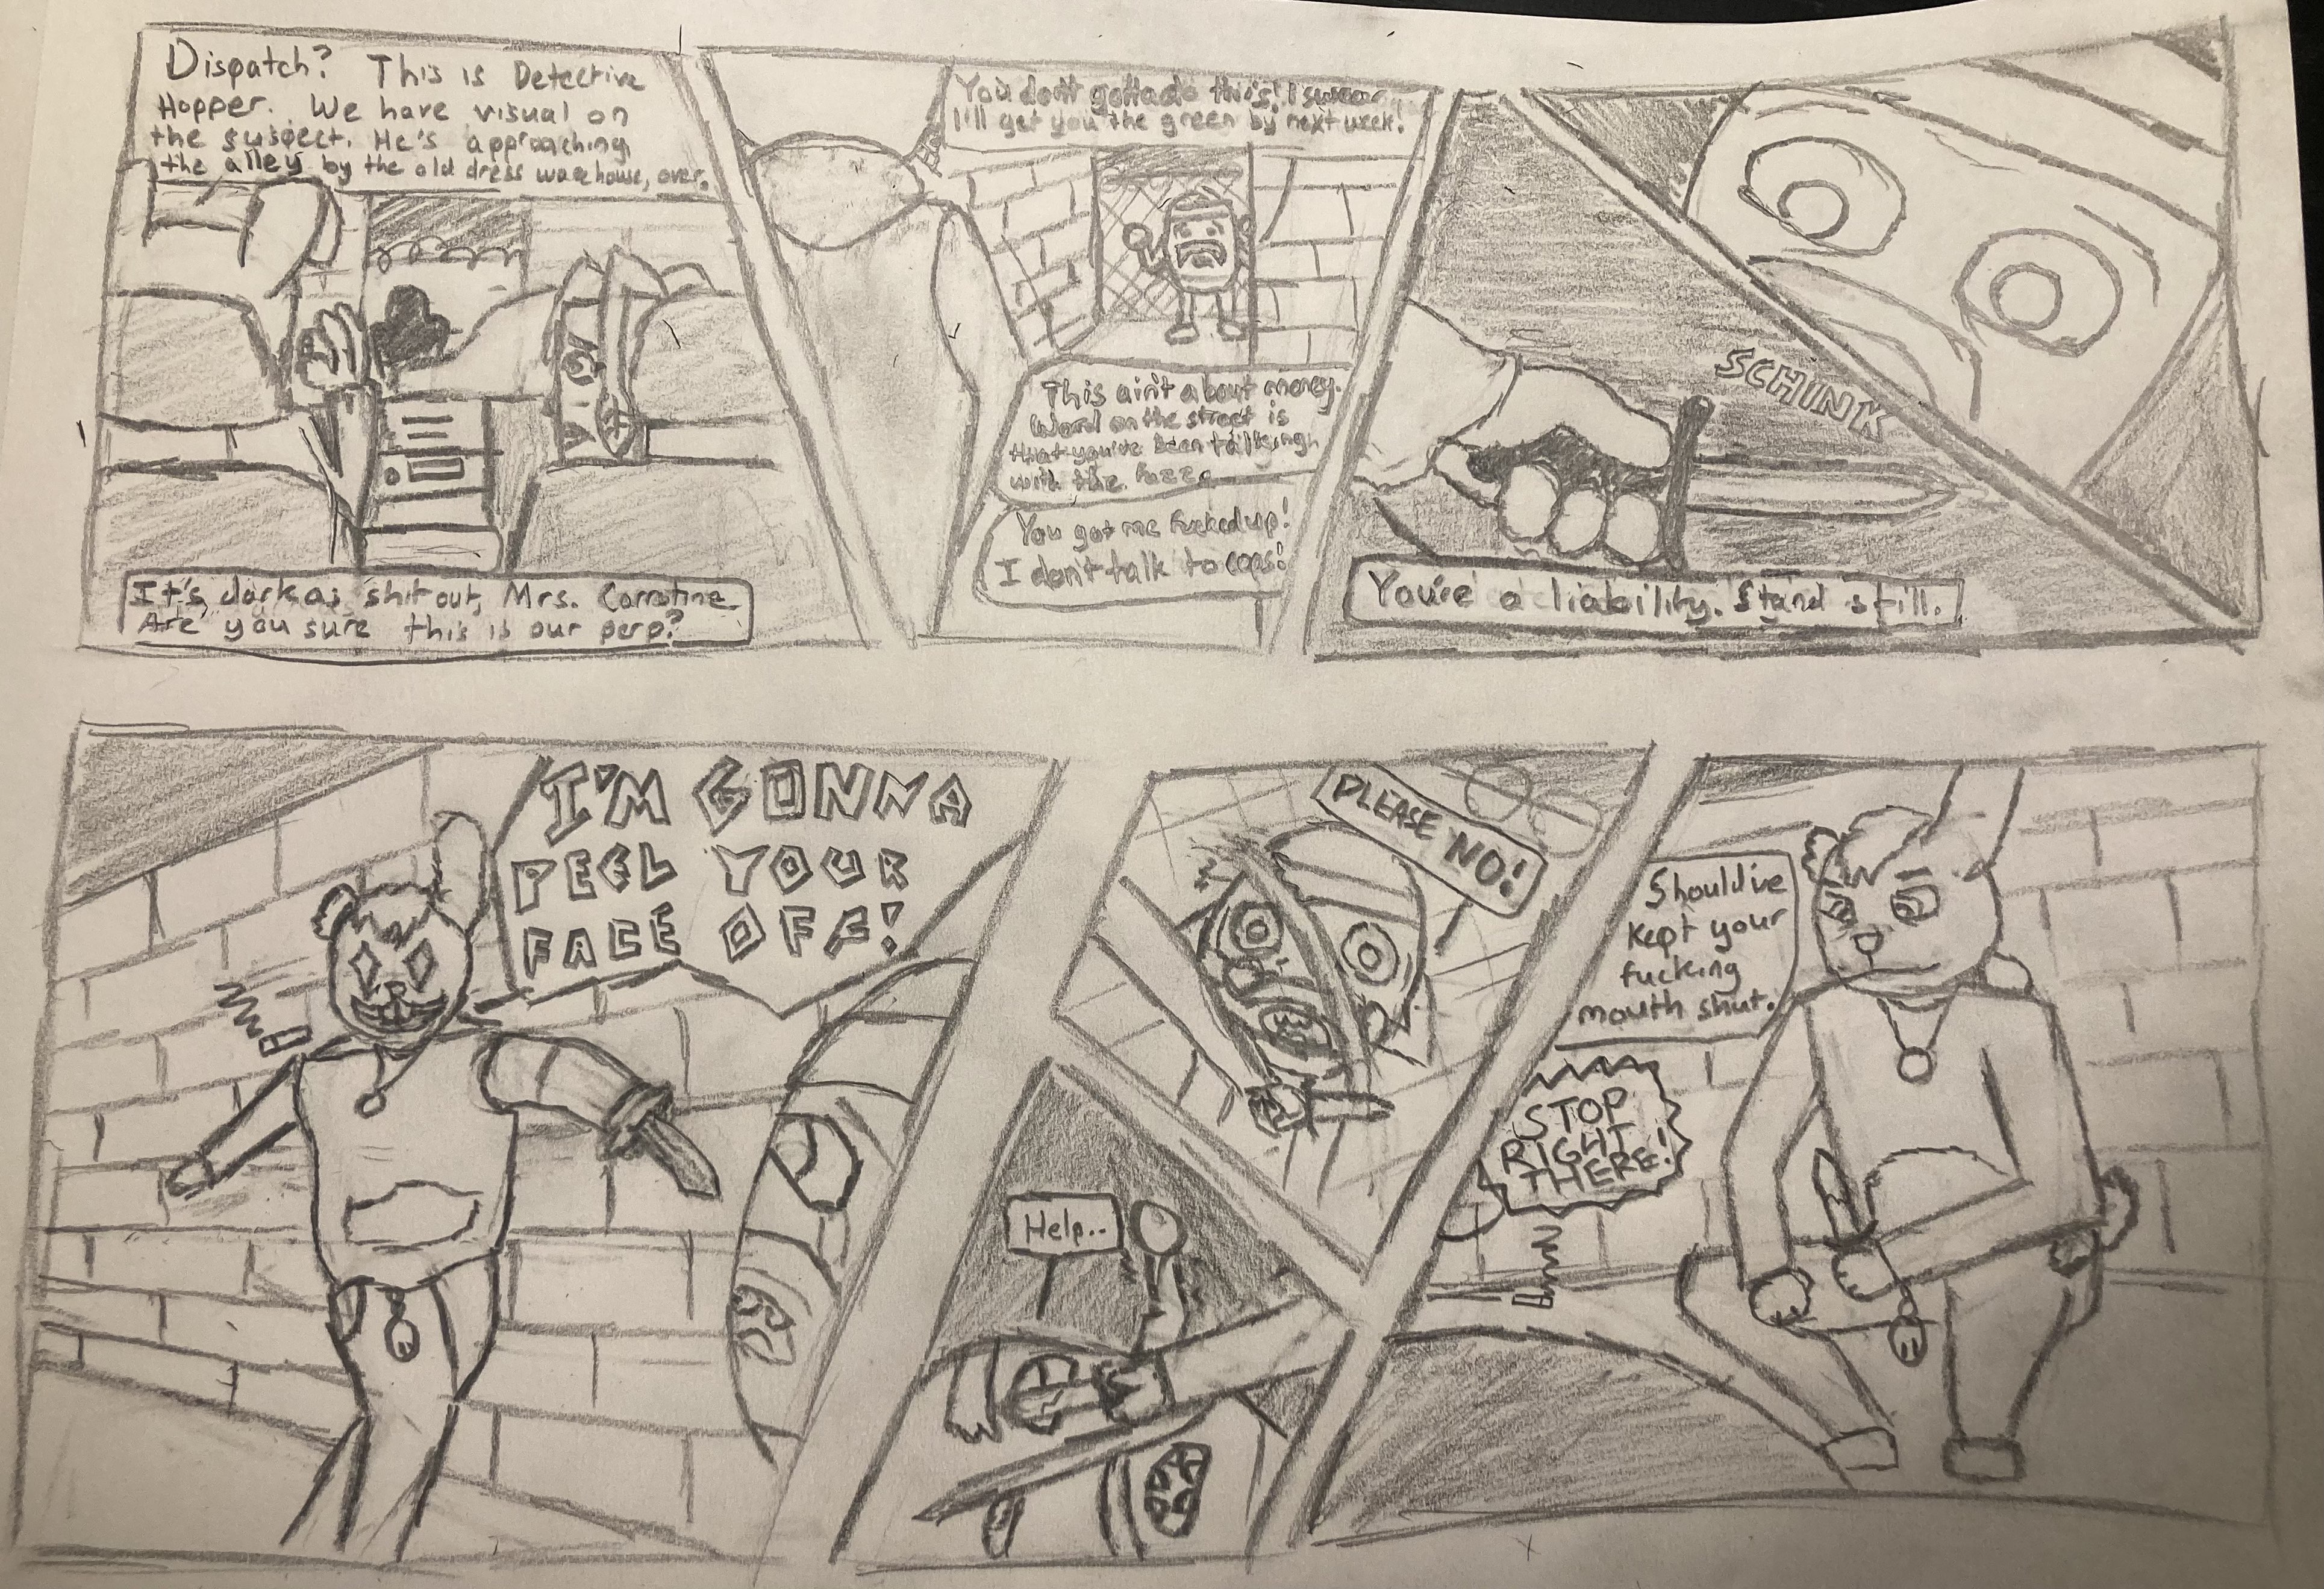 Dispatch? This is Detective
Hopper. We have visual on
the suspect. He's approaching
the alley by the old dress warehouse, over.
It's dark as shit out, Mrs. Carrotine
Are you sure this is our perp?
You don't gotta do this! I swear
I'll get you the green by next week!
This ain't about money.
Word on the street is
that you've been talking
with the fuzz
You got me fucked up!
I don't talk to cops!
SCHINK
You're a liability. Stand still.
I'M GONNA
PEEL YOUR
FACE OFF!
PLEASE NO!
Help..
Should've
kept your
fucking
mouth shut.
STOP
RIGHT
THERE!